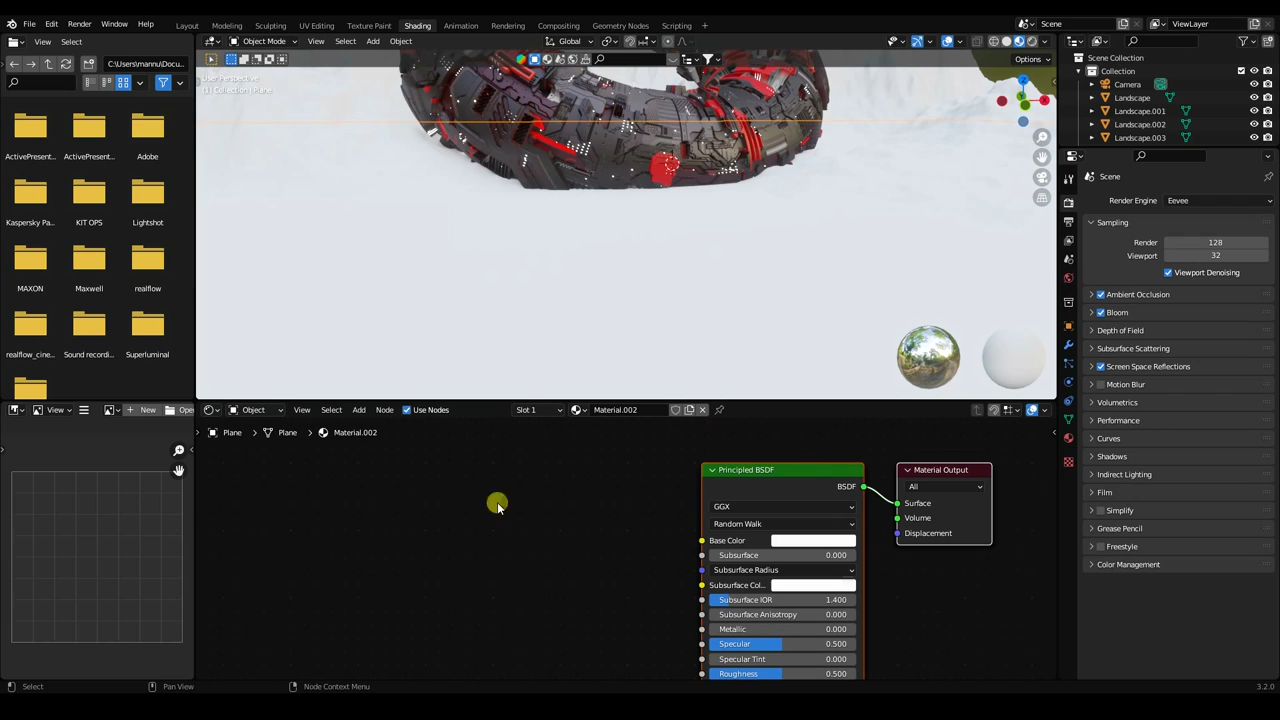 File Edit Render Window Help
Layout Modeling Sculpting UV Editing Texture Paint Shading Animation Rendering Compositing Geometry Nodes Scripting
Scene
ViewLayer
View Select
C:\Users\mannu\Docu...
ActivePresent...
ActivePresent...
Adobe
Kaspersky Pa...
KIT OPS
Lightshot
MAXON
Maxwell
realflow
realflow_cine...
Sound recordi...
Superluminal
Object Mode View Select Add Object
Global
Options
User Perspective
(1) Collection | Plane
X
Scene Collection
Collection
Camera
Landscape
Landscape.001
Landscape.002
Landscape.003
Scene
Render Engine Eevee
Sampling
Render 128
Viewport 32
Viewport Denoising
Ambient Occlusion
Bloom
Depth of Field
Subsurface Scattering
Screen Space Reflections
Motion Blur
Volumetrics
Performance
Curves
Shadows
Indirect Lighting
Film
Simplify
Grease Pencil
Freestyle
Color Management
View
New
Ope
Object View Select Add Node Use Nodes
Slot 1
Material.002
Plane Plane Material.002
Principled BSDF
BSDF
GGX
Random Walk
Base Color
Subsurface 0.000
Subsurface Radius
Subsurface Col...
Subsurface IOR 1.400
Subsurface Anisotropy 0.000
Metallic 0.000
Specular 0.500
Specular Tint 0.000
Roughness 0.500
Material Output
All
Surface
Volume
Displacement
Select
Pan View
Node Context Menu
3.2.0